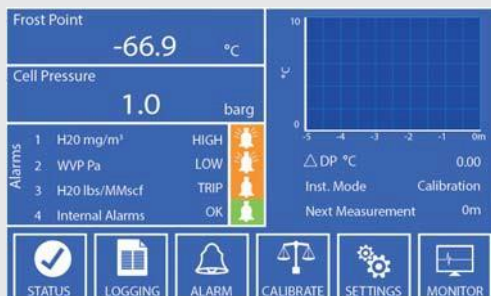 Frost Point
-66.9 °C
Cell Pressure
1.0 barg
Alarms
1 H20 mg/m³ HIGH
2 WVP Pa LOW
3 H20 lbs/MMscf TRIP
4 Internal Alarms OK
10
°C
0
-5 -4 -3 -2 -1 0m
△DP °C 0.00
Inst. Mode Calibration
Next Measurement 0m
STATUS LOGGING ALARM CALIBRATE SETTINGS MONITOR